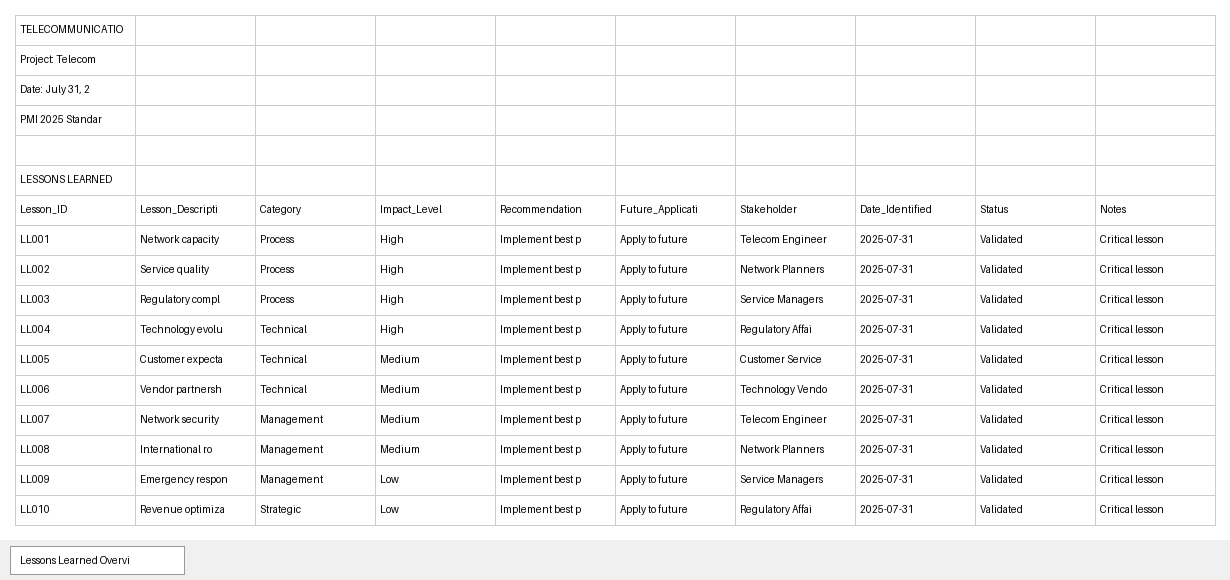 TELECOMMUNICATIO
Project: Telecom
Date: July 31, 2
PMI 2025 Standar
LESSONS LEARNED
Lesson_ID Lesson_Descripti Category Impact_Level Recommendation Future_Applicati Stakeholder Date_Identified Status Notes
LL001 Network capacity Process High Implement best p Apply to future Telecom Engineer 2025-07-31 Validated Critical lesson
LL002 Service quality Process High Implement best p Apply to future Network Planners 2025-07-31 Validated Critical lesson
LL003 Regulatory compl Process High Implement best p Apply to future Service Managers 2025-07-31 Validated Critical lesson
LL004 Technology evolu Technical High Implement best p Apply to future Regulatory Affai 2025-07-31 Validated Critical lesson
LL005 Customer expecta Technical Medium Implement best p Apply to future Customer Service 2025-07-31 Validated Critical lesson
LL006 Vendor partnersh Technical Medium Implement best p Apply to future Technology Vendo 2025-07-31 Validated Critical lesson
LL007 Network security Management Medium Implement best p Apply to future Telecom Engineer 2025-07-31 Validated Critical lesson
LL008 International ro Management Medium Implement best p Apply to future Network Planners 2025-07-31 Validated Critical lesson
LL009 Emergency respon Management Low Implement best p Apply to future Service Managers 2025-07-31 Validated Critical lesson
LL010 Revenue optimiza Strategic Low Implement best p Apply to future Regulatory Affai 2025-07-31 Validated Critical lesson
Lessons Learned Overvi